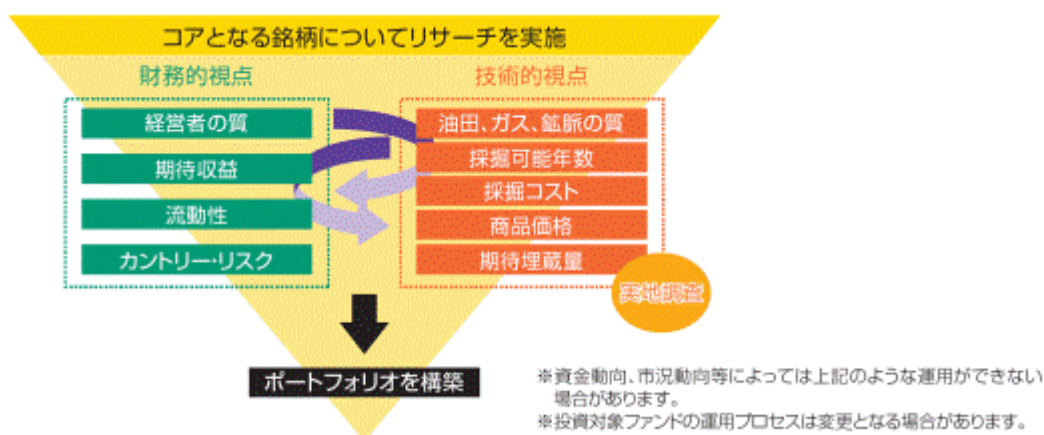 コアとなる銘柄についてリサーチを実施
財務的視点
経営者の質
期待収益
流動性
カントリー・リスク
技術的視点
油田、ガス、鉱脈の質
採掘可能年数
採掘コスト
商品価格
期待埋蔵量
実地調査
ポートフォリオを構築
※資金動向、市況動向等によっては上記のような運用ができない
場合があります。
※投資対象ファンドの運用プロセスは変更となる場合があります。